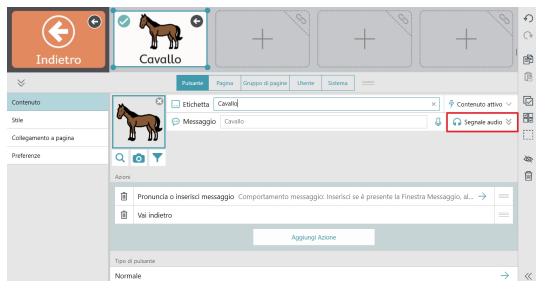 Indietro
Cavallo
Pulsante Pagina Gruppo di pagine Utente Sistema
Contenuto
Stile
Collegamento a pagina
Preferenze
Etichetta Cavallo
Contenuto attivo
Messaggio Cavallo
Segnale audio
Azioni
Pronuncia o inserisci messaggio Comportamento messaggio: Inserisci se è presente la Finestra Messaggio, al...
Vai indietro
Aggiungi Azione
Tipo di pulsante
Normale